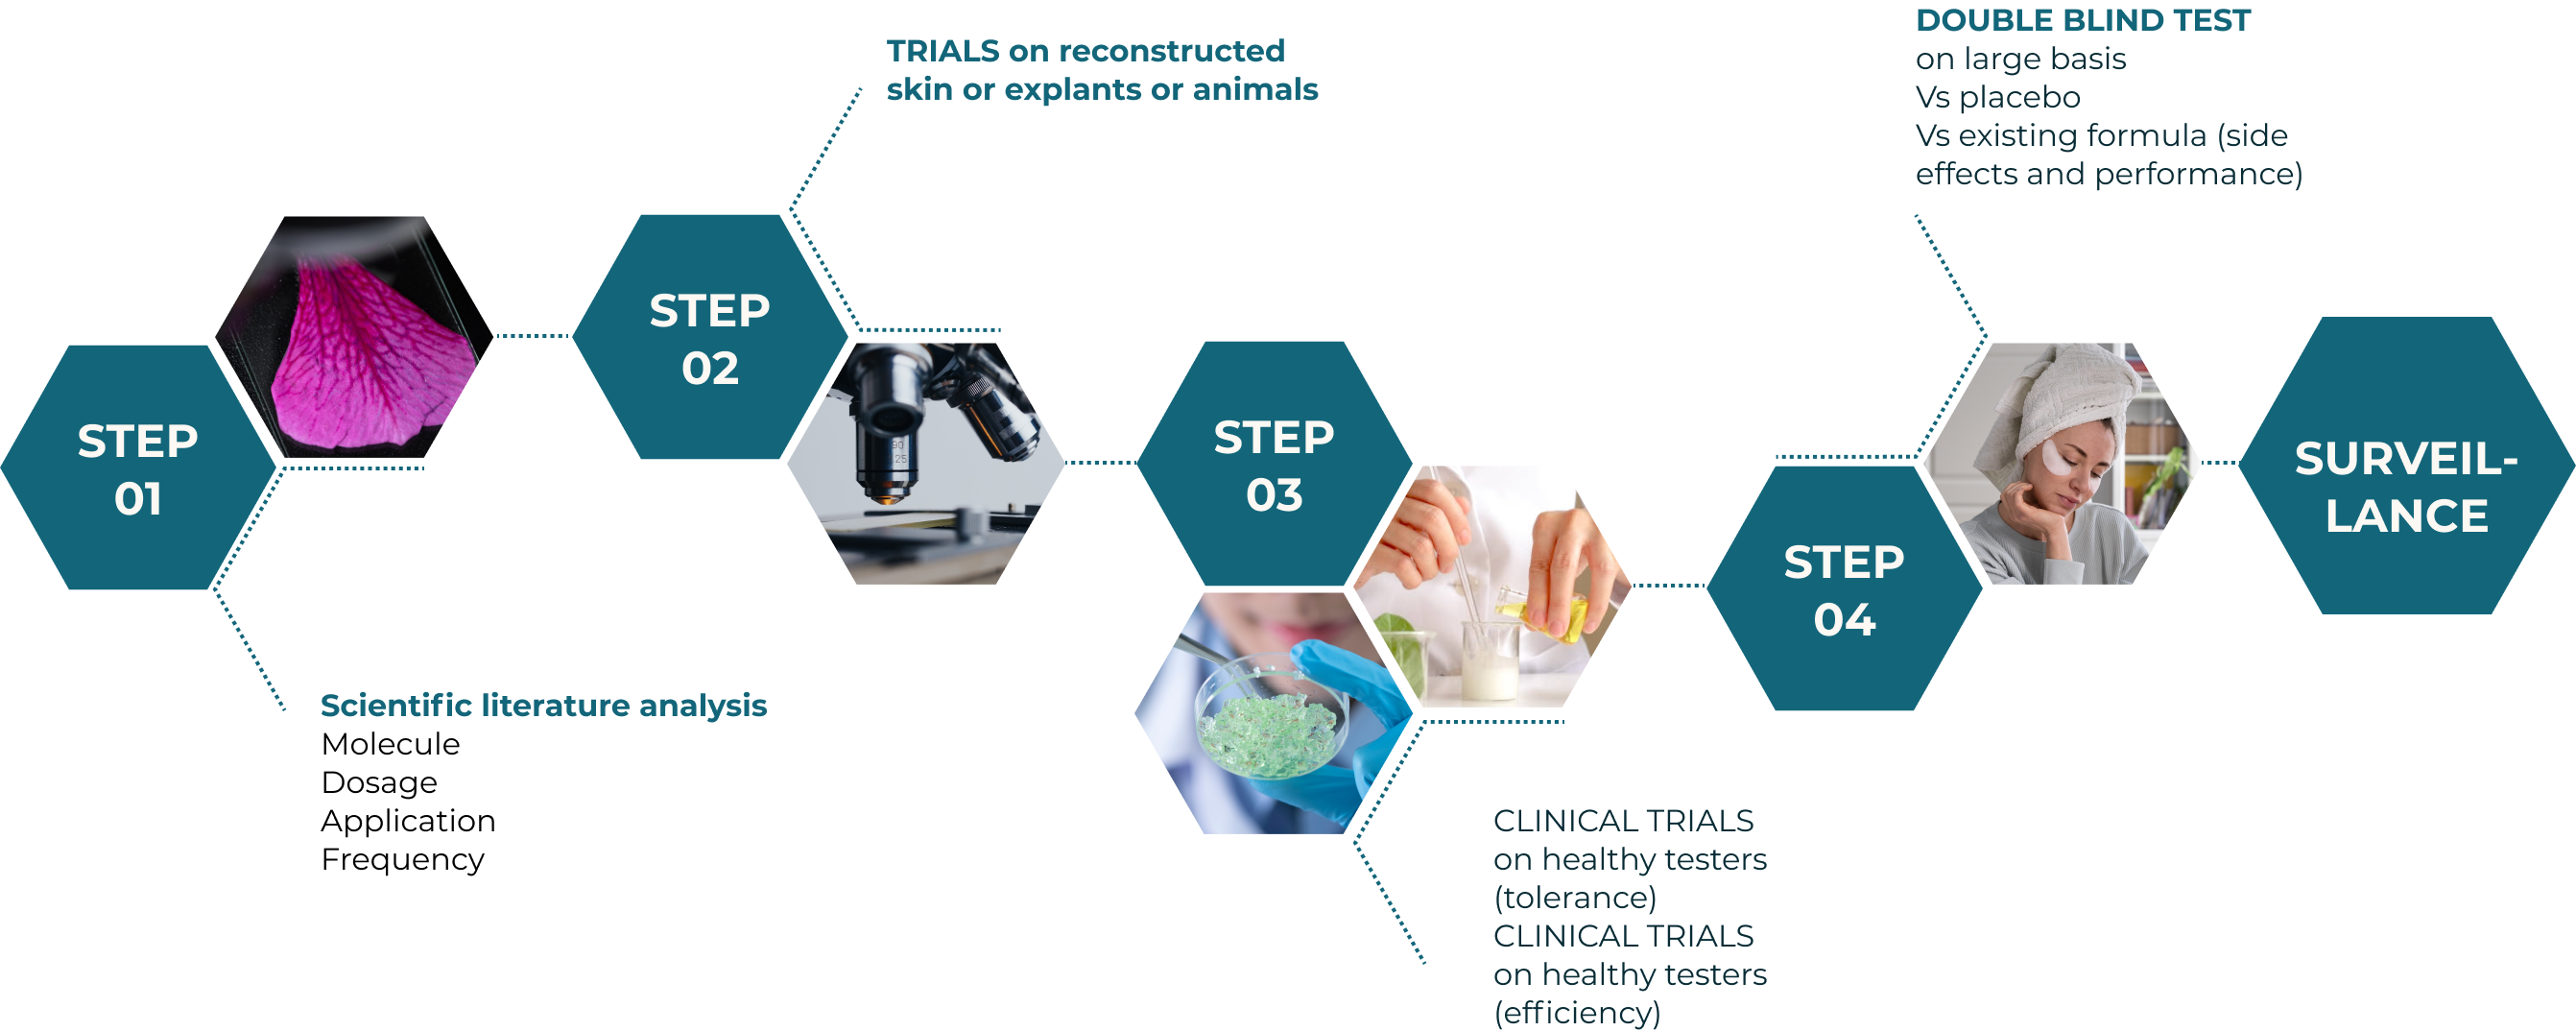 STEP
01
Scientific literature analysis
Molecule
Dosage
Application
Frequency
STEP
02
TRIALS on reconstructed
skin or explants or animals
STEP
03
CLINICAL TRIALS
on healthy testers
(tolerance)
CLINICAL TRIALS
on healthy testers
(efficiency)
STEP
04
DOUBLE BLIND TEST
on large basis
Vs placebo
Vs existing formula (side
effects and performance)
SURVEIL-
LANCE